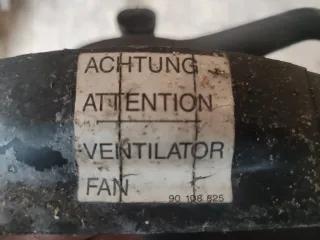 ACHTUNG
ATTENTION
VENTILATOR
FAN
90 108 825